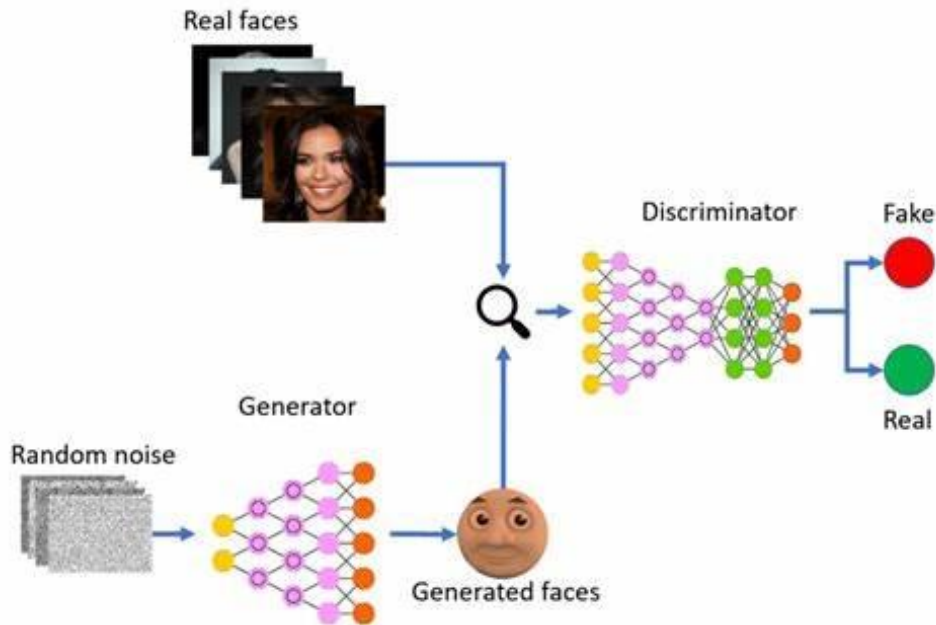 Real faces
Discriminator
Fake
Real
Generator
Random noise
Generated faces